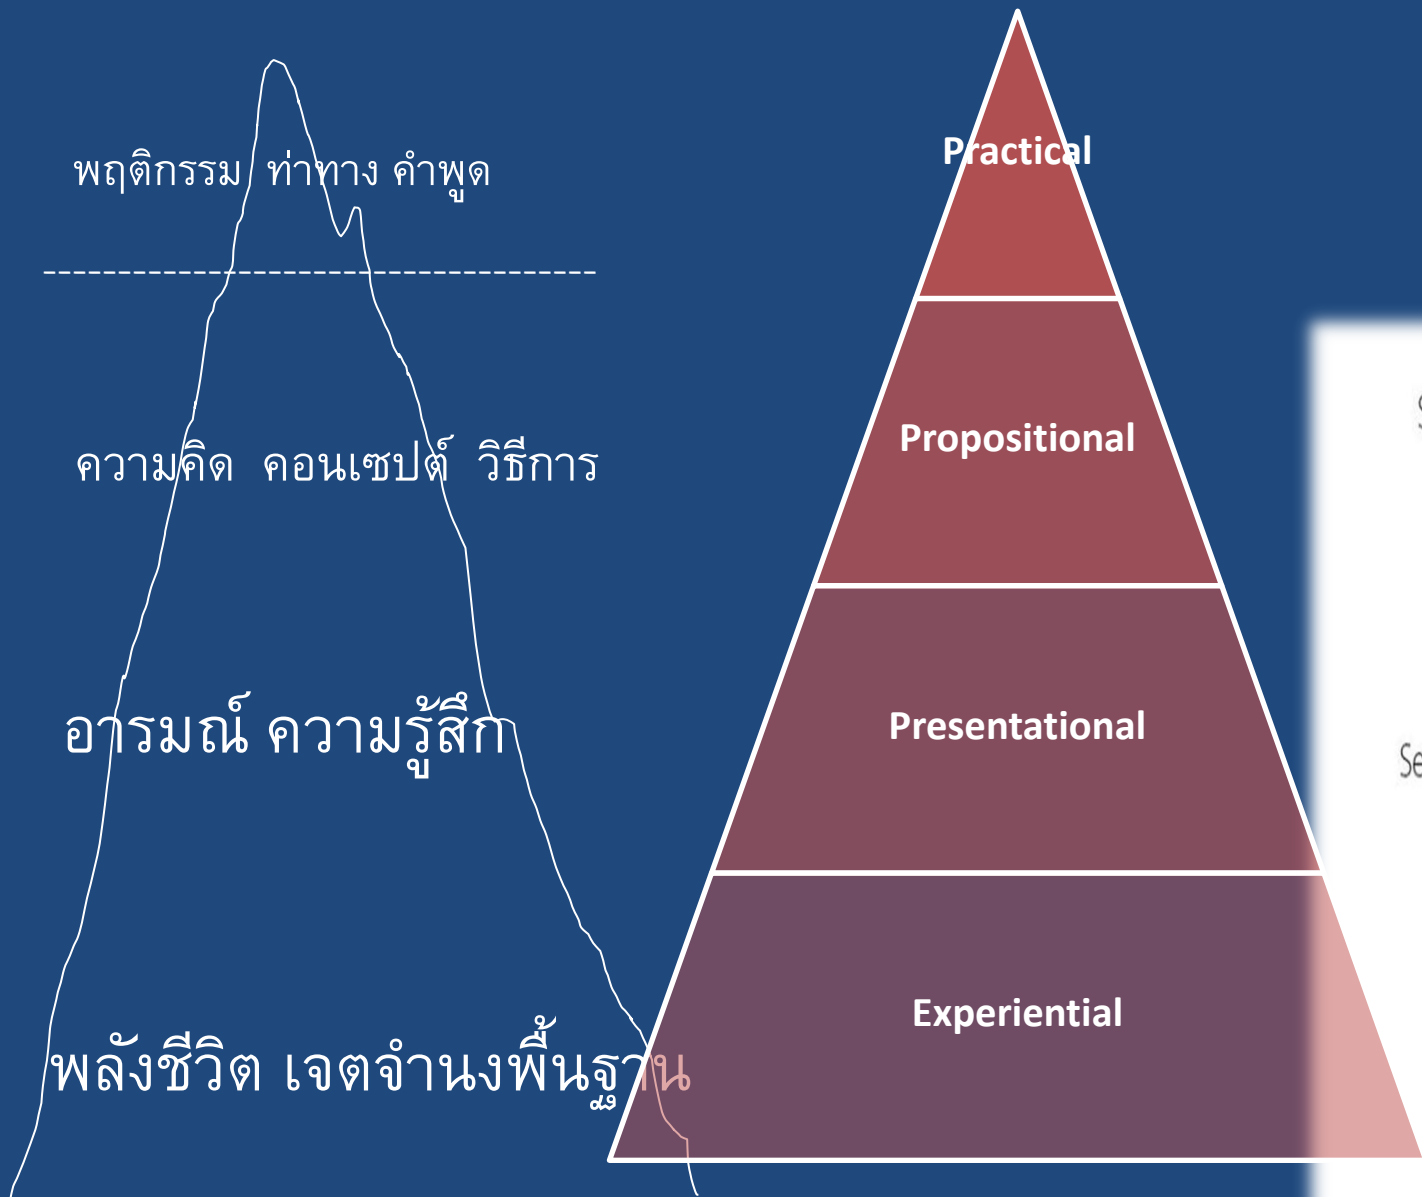 พฤติกรรม ท่าทาง คำพูด
ความคิด คอนเซปต์ วิธีการ
อารมณ์ ความรู้สึก
พลังชีวิต เจตจำนงพื้นฐาน
Practical
Propositional
Presentational
Experiential